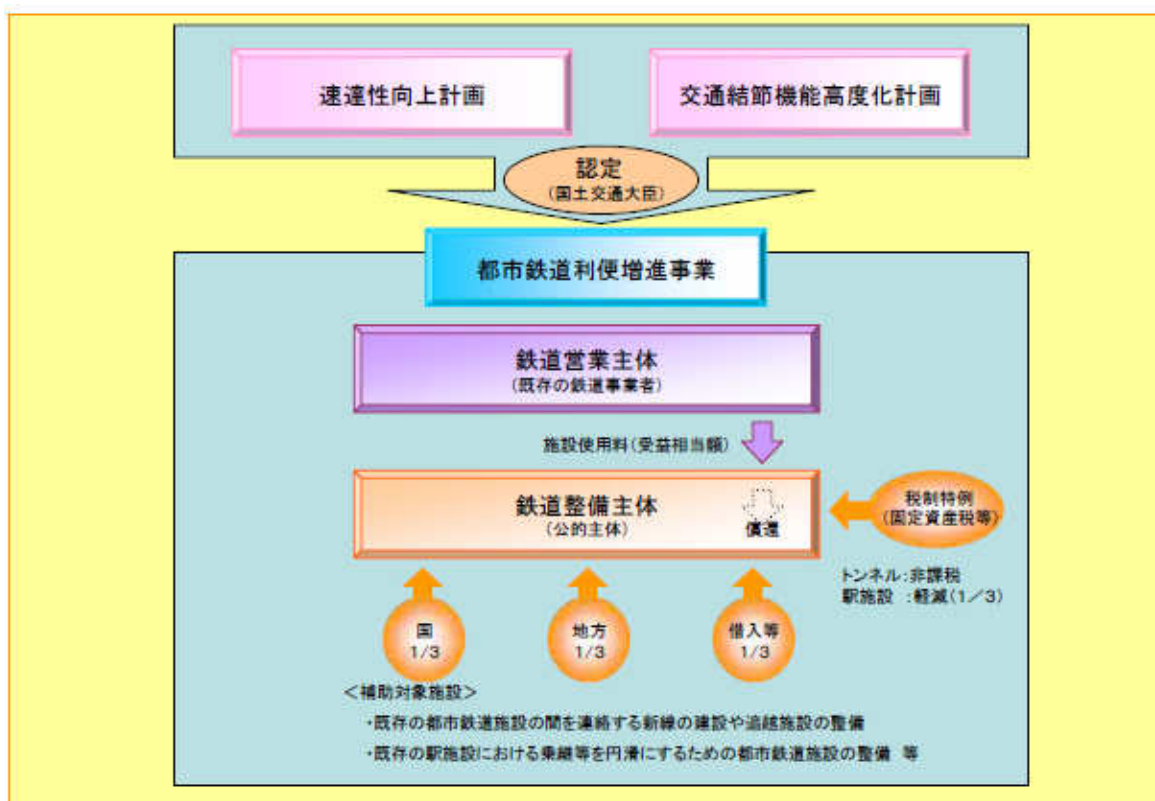 速達性向上計画
交通結節機能高度化計画
認定
(国土交通大臣)
都市鉄道利便増進事業
鉄道営業主体
(既存の鉄道事業者)
施設使用料(受益相当額)
鉄道整備主体
(公的主体)
償還
税制特例
(固定資産税等)
トンネル:非課税
駅施設 :軽減(1/3)
国
1/3
地方
1/3
借入等
1/3
<補助対象施設>
・既存の都市鉄道施設の間を連絡する新線の建設や追越施設の整備
・既存の駅施設における乗継等を円滑にするための都市鉄道施設の整備 等